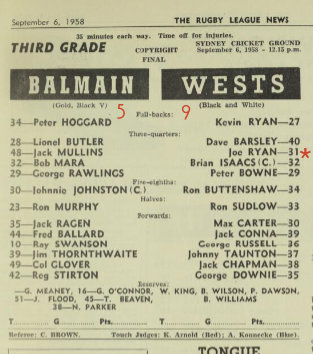 September 6, 1958 THE RUGBY LEAGUE NEWS
35 minutes each way. Time off for injuries.
THIRD GRADE COPYRIGHT SYDNEY CRICKET GROUND
September 6, 1958 - 12.15 p.m.
FINAL
BALMAIN WESTS
(Gold, Black V) 5 9 (Black and White)
Full-backs:
34—Peter HOGGARD Kevin RYAN—27
Three-quarters:
28—Lionel BUTLER Dave BARSLEY—40
48—Jack MULLINS Joe RYAN—31*
32—Bob MARA Brian ISAACS (C.)—32
29—George RAWLINGS Peter BOWNE—29
Five-eighths:
30—Johnnie JOHNSTON (C.) Ron BUTTENSHAW—34
Halves:
23—Ron MURPHY Ron SUDLOW—33
Forwards:
35—Jack RAGEN Max CARTER—30
44—Fred BALLARD Jack CONNA—39
10—Ray SWANSON George RUSSELL—36
39—Jim THORNTHWAITE Johnny TAUNTON—37
49—Col GLOVER Jack CHAPMAN—38
42—Reg STIRTON George DOWNIE—35
Reserves:
—G. MEANEY, 16—G. O'CONNOR, W. KING, B. WILSON, P. DAWSON,
51—J. FLOOD, 45—T. BEAVEN, B. WILLIAMS
38—N. PARKER
T. G. Pts. T. G. Pts.
Referee: C. BROWN. Touch Judges: K. Arnold (Red); A. Konnecke (Blue).
TONGUE